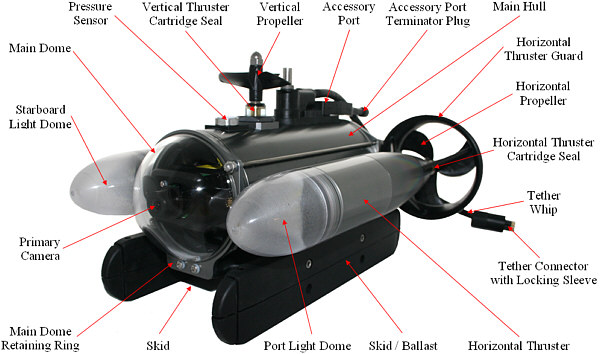 Pressure
Sensor
Vertical Thruster
Cartridge Seal
Vertical
Propeller
Accessory
Port
Accessory Port
Terminator Plug
Main Hull
Main Dome
Horizontal
Thruster Guard
Starboard
Light Dome
Horizontal
Propeller
Horizontal Thruster
Cartridge Seal
Tether
Whip
Primary
Camera
Tether Connector
with Locking Sleeve
Main Dome
Retaining Ring
Skid
Port Light Dome
Skid / Ballast
Horizontal Thruster